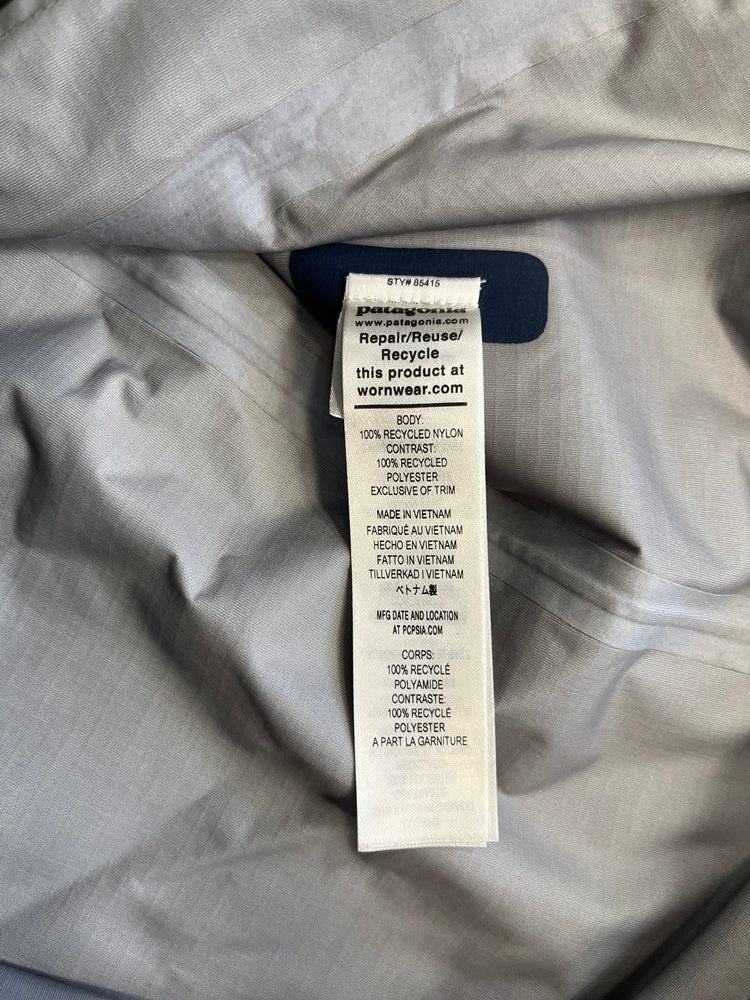 STY# 85415
patagonia
www.patagonia.com
Repair/Reuse/
Recycle
this product at
wornwear.com
BODY:
100% RECYCLED NYLON
CONTRAST:
100% RECYCLED
POLYESTER
EXCLUSIVE OF TRIM
MADE IN VIETNAM
FABRIQUÉ AU VIETNAM
HECHO EN VIETNAM
FATTO IN VIETNAM
TILLVERKAD I VIETNAM
ベトナム製
MFG DATE AND LOCATION
AT PCPSIA.COM
CORPS:
100% RECYCLÉ
POLYAMIDE
CONTRASTE:
100% RECYCLÉ
POLYESTER
A PART LA GARNITURE